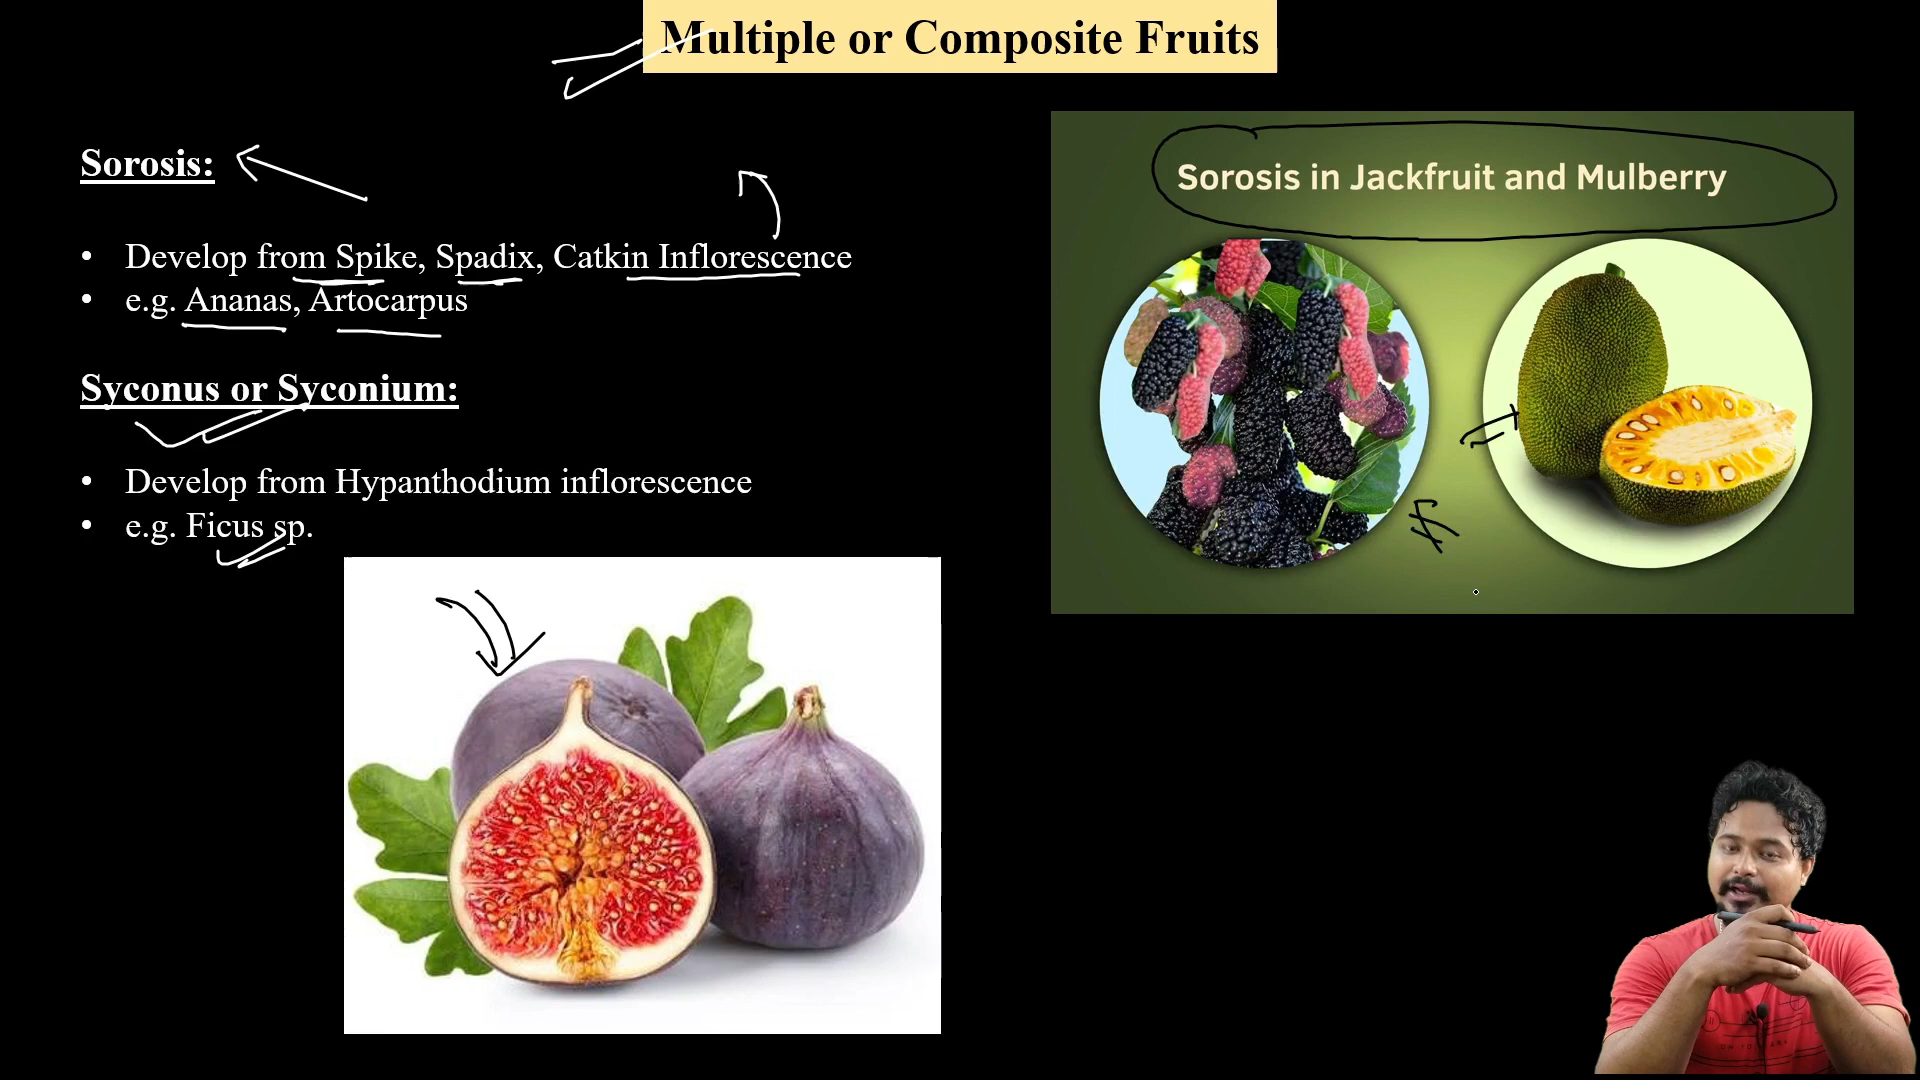 Multiple or Composite Fruits
Sorosis:
• Develop from Spike, Spadix, Catkin Inflorescence
• e.g. Ananas, Artocarpus
Syconus or Syconium:
• Develop from Hypanthodium inflorescence
• e.g. Ficus sp.
Sorosis in Jackfruit and Mulberry